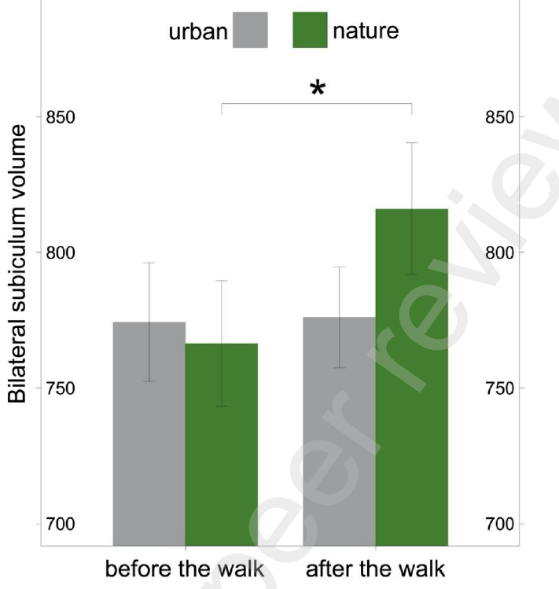 urban nature
*
850 850
800 800
750 750
700 700
Bilateral subiculum volume
before the walk after the walk
peer review